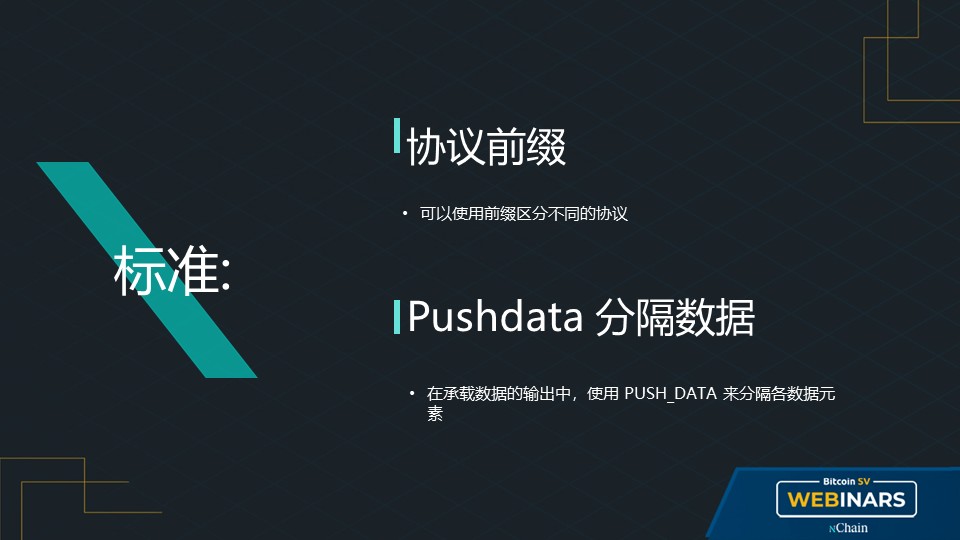 标准:
协议前缀
• 可以使用前缀区分不同的协议
Pushdata 分隔数据
• 在承载数据的输出中，使用 PUSH_DATA 来分隔各数据元
素
Bitcoin SV
WEBINARS
nChain